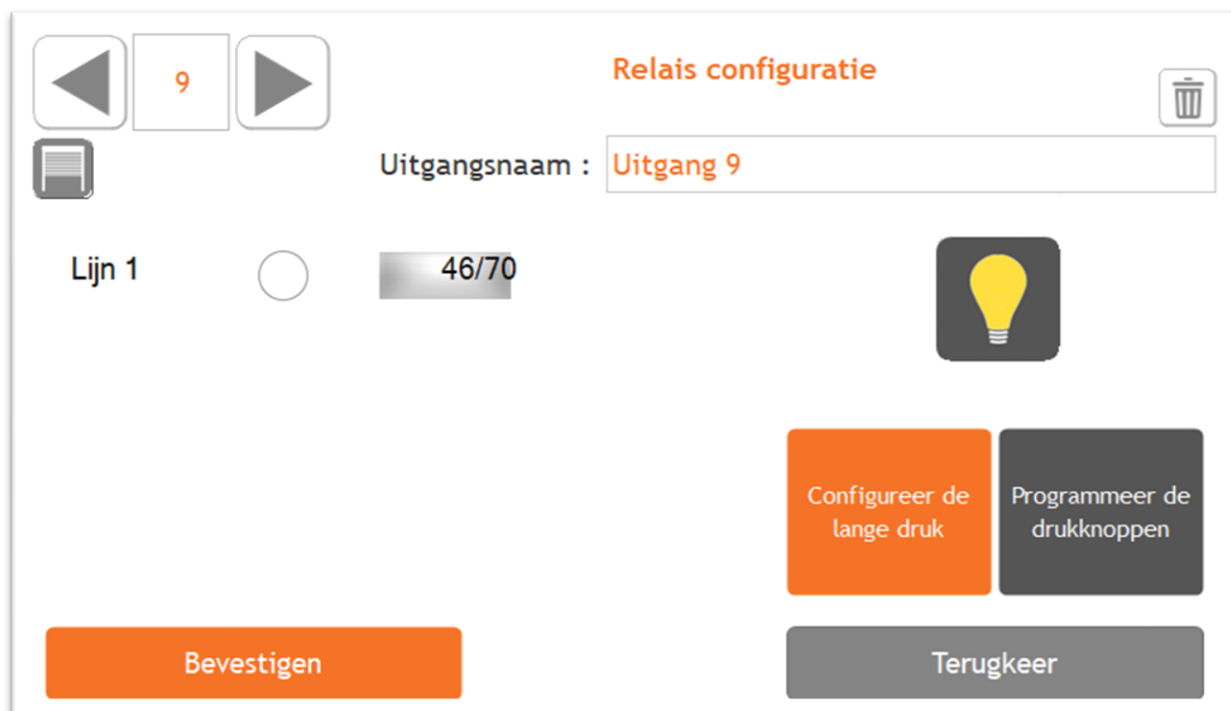 9
Relais configuratie
Uitgangsnaam :
Uitgang 9
Lijn 1
46/70
Configureer de
lange druk
Programmeer de
drukknoppen
Bevestigen
Terugkeer